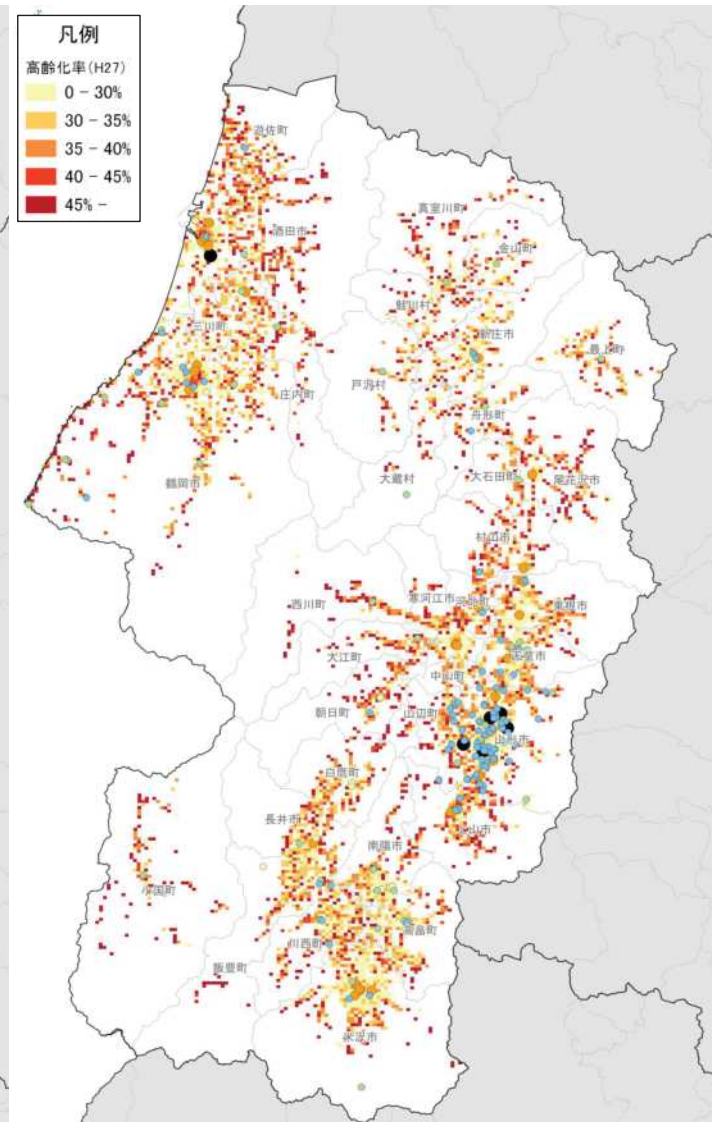 凡例
高齢化率(H27)
0 - 30%
30 - 35%
35 - 40%
40 - 45%
45% -
遊佐町
酒田市
真室川町
金山町
鮭川村
三川町
新庄市
最上町
庄内町
戸沢村
舟形町
鶴岡市
大蔵村
大石田町
尾花沢市
村山市
西川町
寒河江市
河北町
東根市
大江町
天童市
中山町
朝日町
山辺町
山形市
白鷹町
長井市
上山市
南陽市
小国町
高畠町
川西町
飯豊町
米沢市